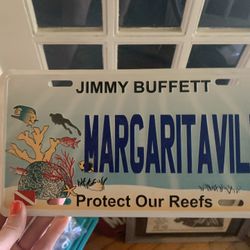 JIMMY BUFFETT
MARGARITAVIL
Protect Our Reefs